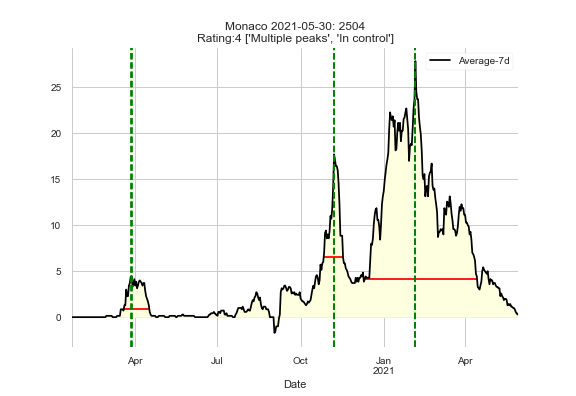 Monaco 2021-05-30: 2504
Rating:4 ['Multiple peaks', 'In control']
Average-7d
25
20
15
10
5
0
Apr
Jul
Oct
Jan
2021
Apr
Date